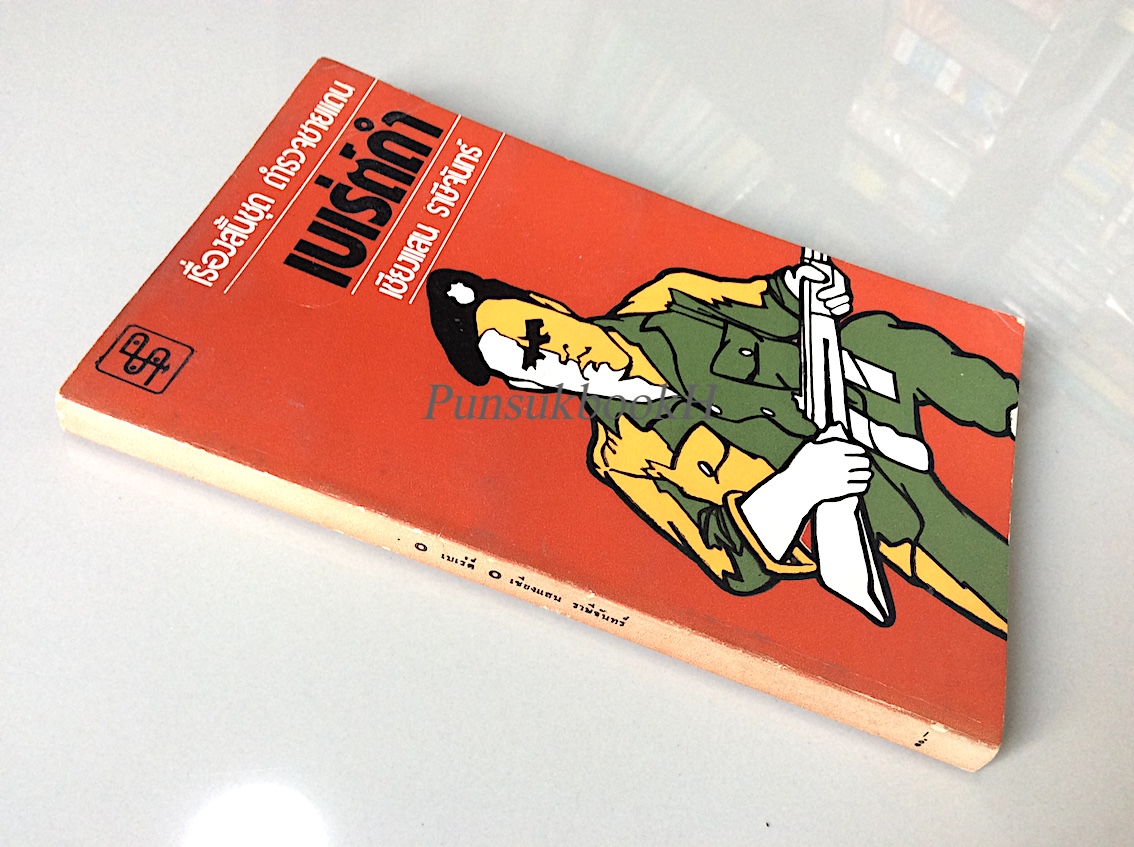 เรื่องสั้นชุด ตำรวจชายแดน
เบเร่ต์ดำ
เชียงแสน ราษีจันทร์
PunsukbookH
เบเร่ต์ เชียงแสน ราษีจันทร์